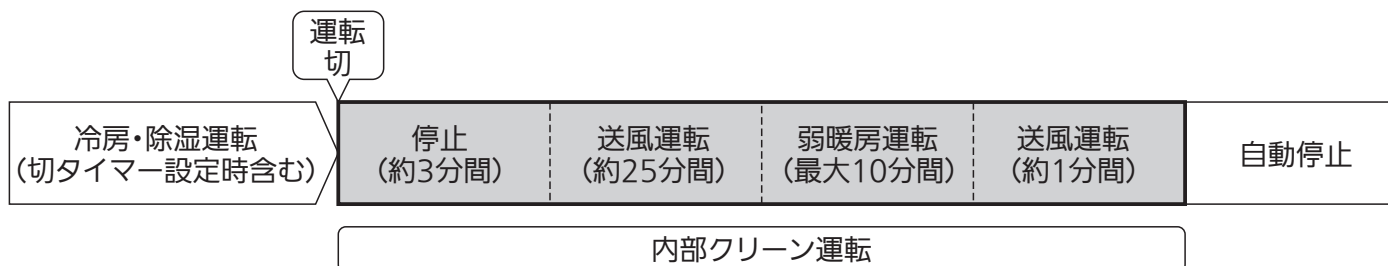 運転
切
冷房・除湿運転
(切タイマー設定時含む)
停止
(約3分間)
送風運転
(約25分間)
弱暖房運転
(最大10分間)
送風運転
(約1分間)
自動停止
内部クリーン運転